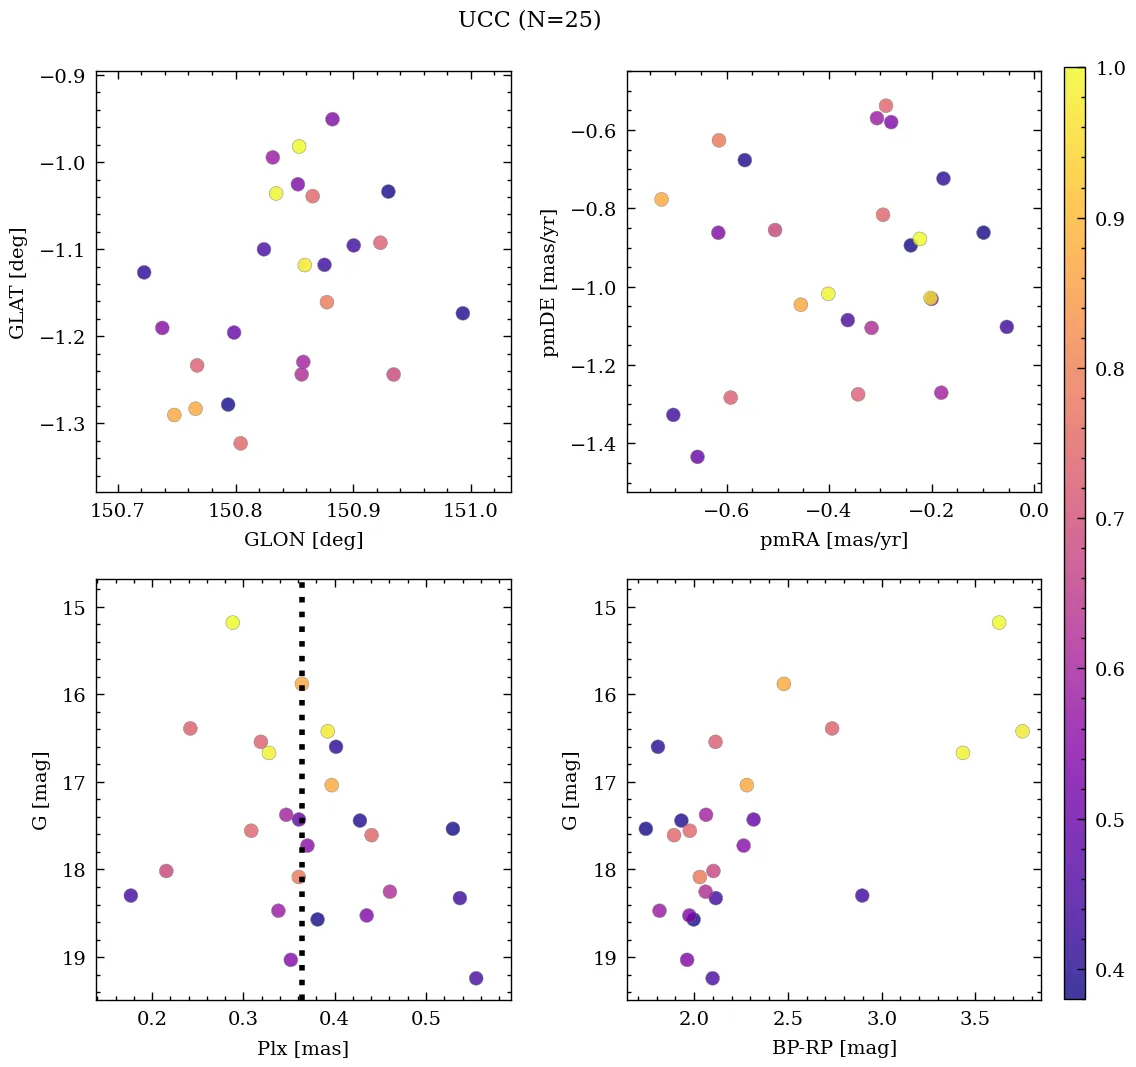 UCC (N=25)
−0.9
−1.0
−1.1
−1.2
−1.3
GLAT [deg]
150.7 150.8 150.9 151.0
GLON [deg]
−0.6
−0.8
−1.0
−1.2
−1.4
pmDE [mas/yr]
−0.6 −0.4 −0.2 0.0
pmRA [mas/yr]
15
16
17
18
19
G [mag]
0.2 0.3 0.4 0.5
Plx [mas]
15
16
17
18
19
G [mag]
2.0 2.5 3.0 3.5
BP-RP [mag]
1.0
0.9
0.8
0.7
0.6
0.5
0.4